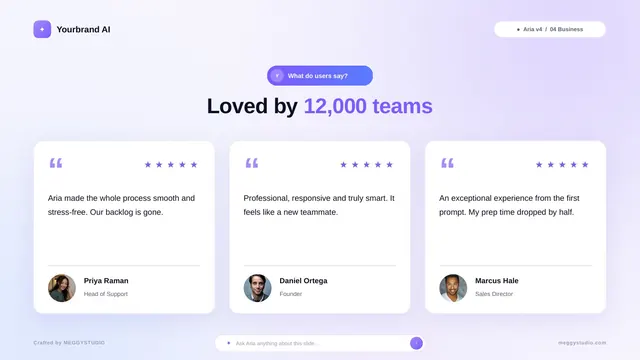 Yourbrand AI
Aria v4 / 04 Business
What do users say?
Loved by 12,000 teams
Aria made the whole process smooth and
stress-free. Our backlog is gone.
Priya Raman
Head of Support
Professional, responsive and truly smart. It
feels like a new teammate.
Daniel Ortega
Founder
An exceptional experience from the first
prompt. My prep time dropped by half.
Marcus Hale
Sales Director
Crafted by MEGGYSTUDIO
Ask Aria anything about this slide...
meggystudio.com